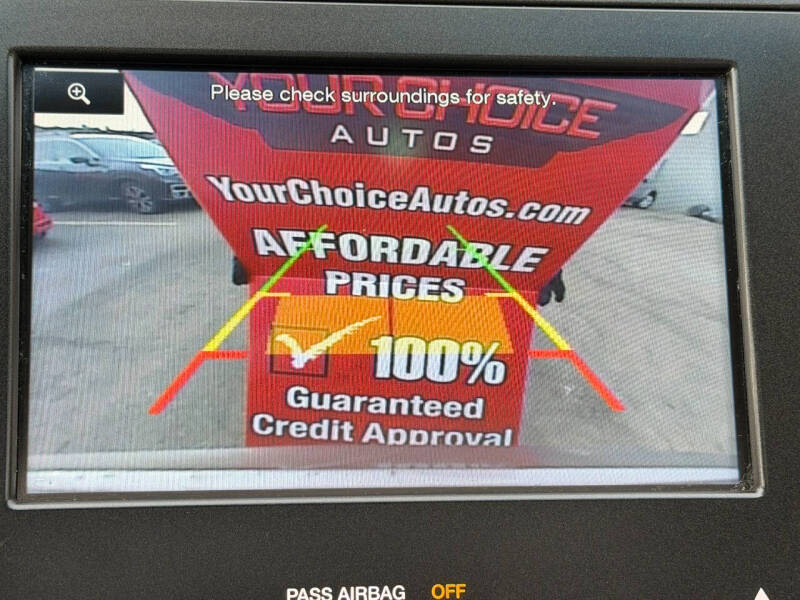 Please check surroundings for safety.
YOUR CHOICE
AUTOS
YourChoiceAutos.com
AFFORDABLE
PRICES
100%
Guaranteed
Credit Approval
PASS AIRBAG OFF